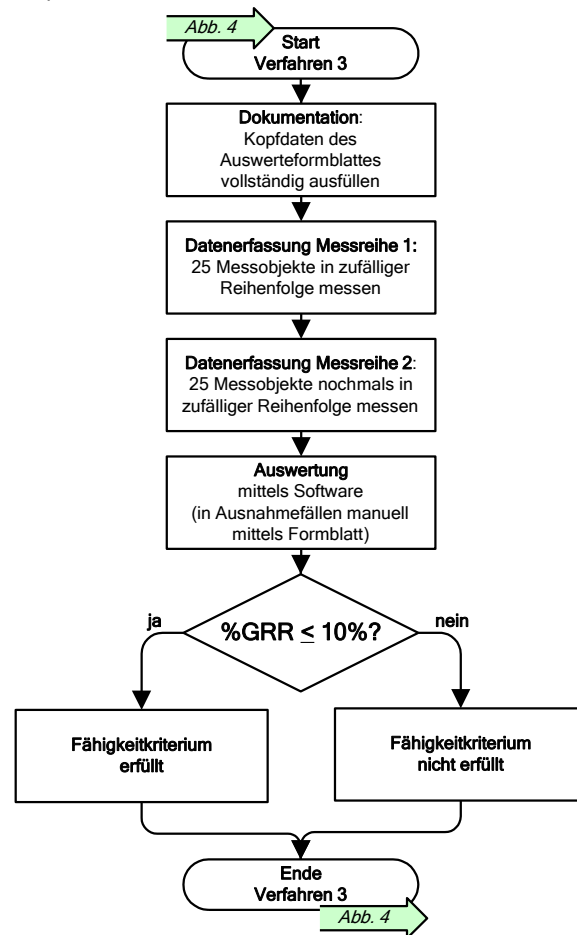 Abb. 4
Start
Verfahren 3
Dokumentation:
Kopfdaten des
Auswerteformblattes
vollständig ausfüllen
Datenerfassung Messreihe 1:
25 Messobjekte in zufälliger
Reihenfolge messen
Datenerfassung Messreihe 2:
25 Messobjekte nochmals in
zufälliger Reihenfolge messen
Auswertung
mittels Software
(in Ausnahmefällen manuell
mittels Formblatt)
%GRR ≤ 10%?
ja
nein
Fähigkeitkriterium
erfüllt
Fähigkeitkriterium
nicht erfüllt
Ende
Verfahren 3
Abb. 4